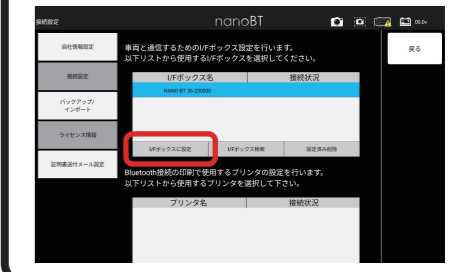 接続設定
nanoBT
00.0v
自社情報設定
接続設定
バックアップ/
インポート
ライセンス情報
証明書送付メール設定
戻る
車両と通信するためのI/Fボックス設定を行います。
以下リストから使用するI/Fボックスを選択してください。
I/Fボックス名 接続状況
NANO-BT 36/200000
I/Fボックスに設定 I/Fボックス検索 設定済み削除
Bluetooth接続の印刷で使用するプリンタの設定を行います。
以下リストから使用するプリンタを選択して下さい。
プリンタ名 接続状況